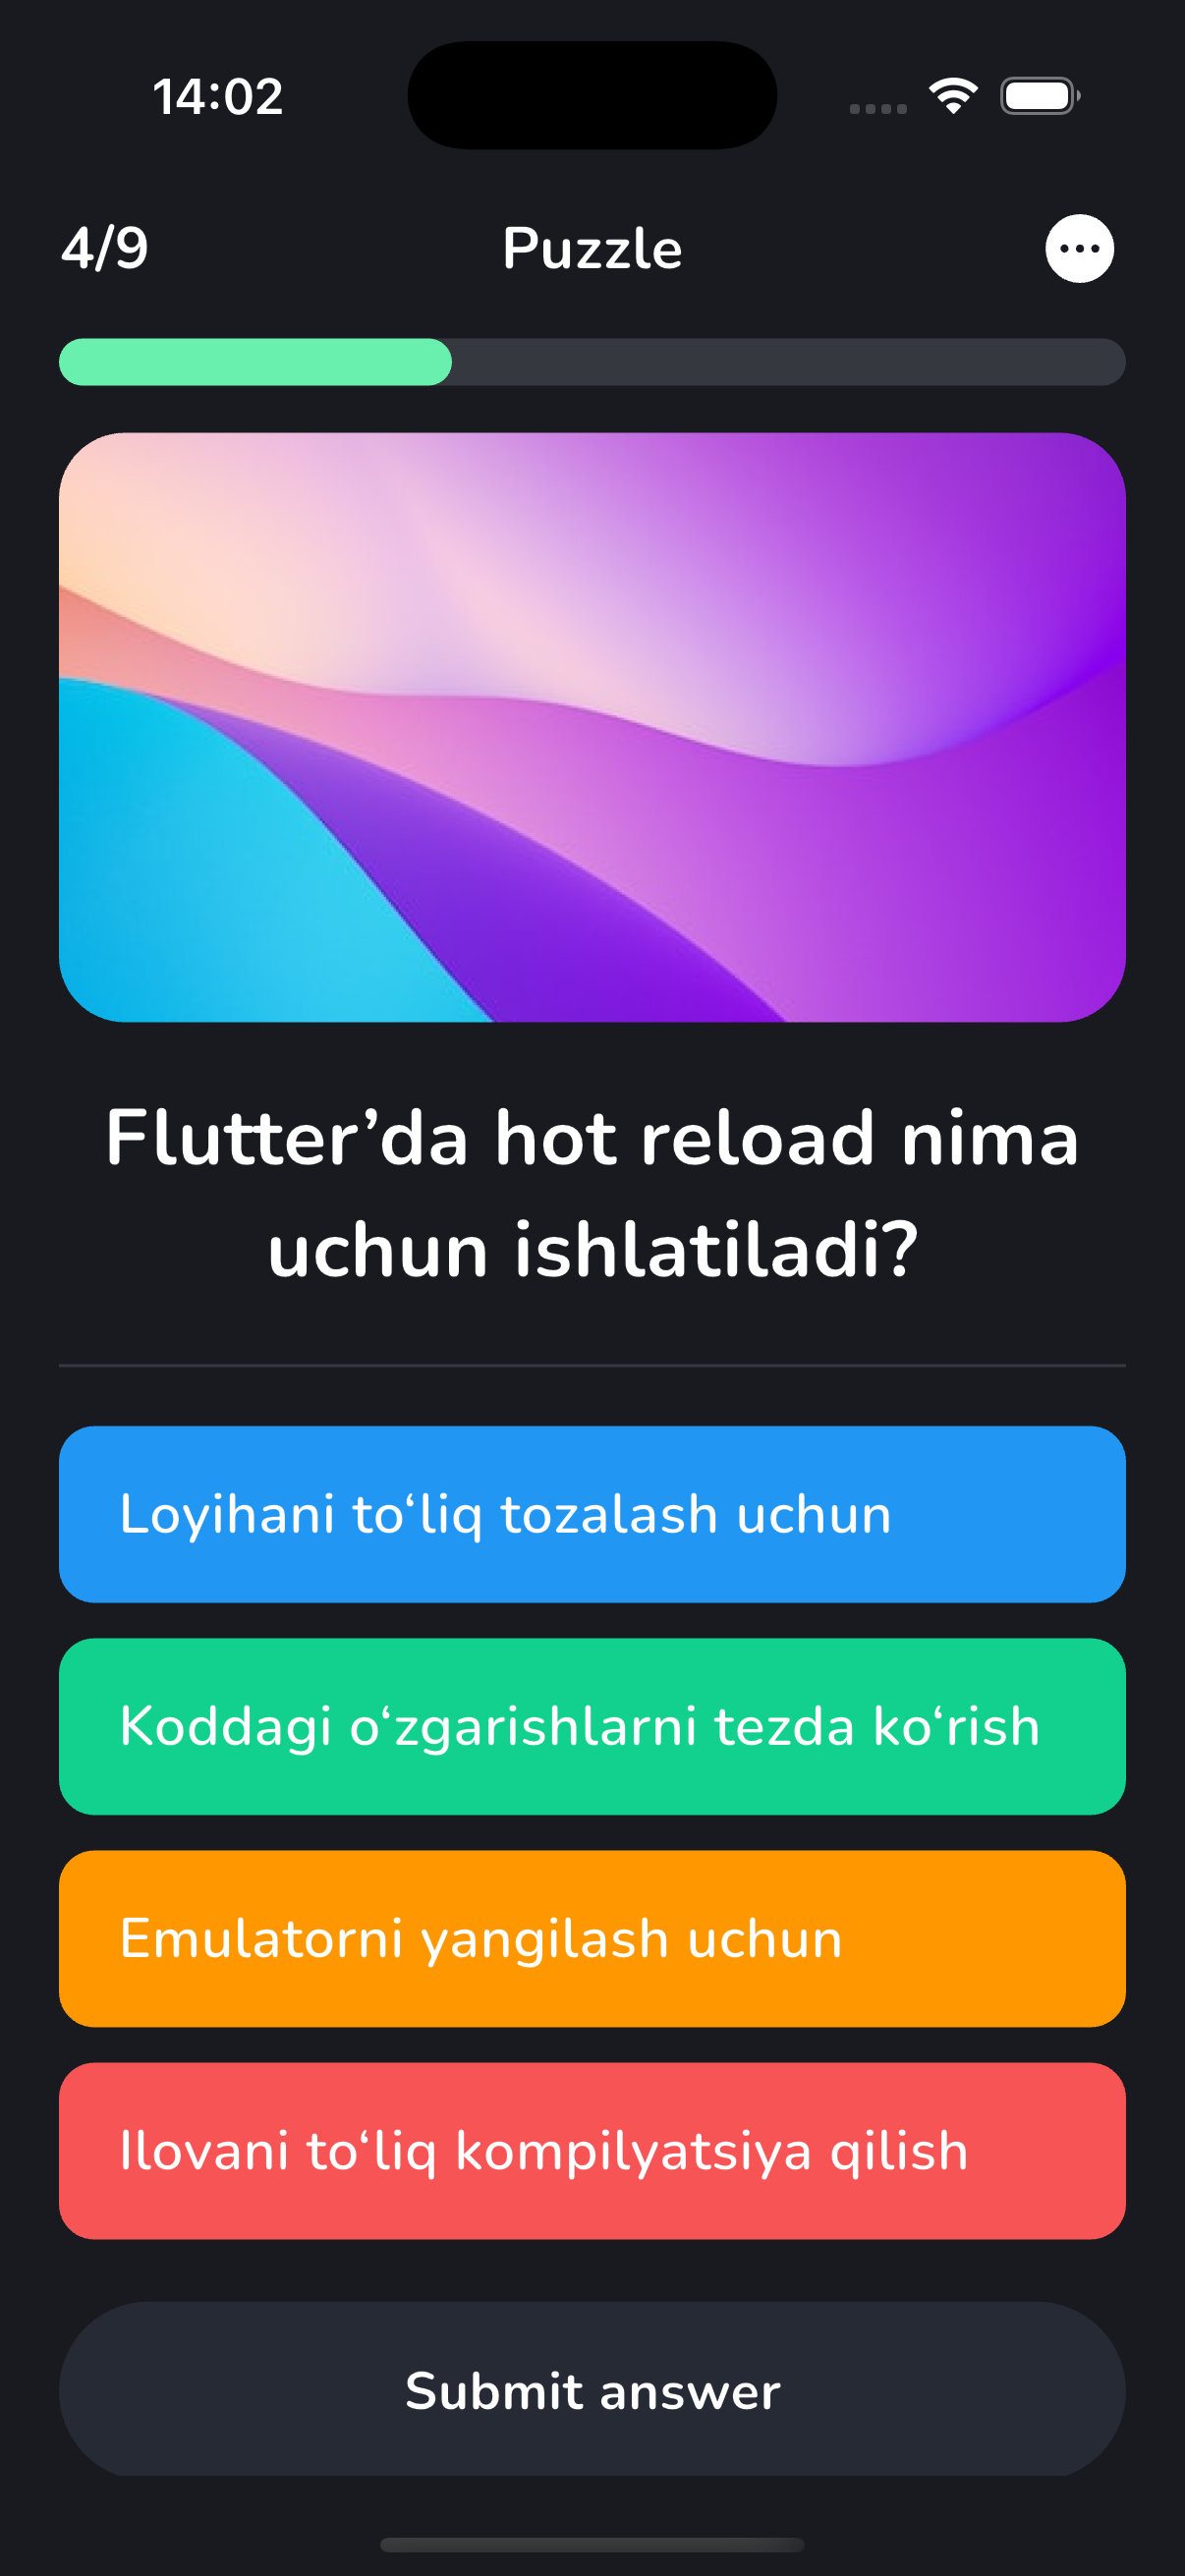 14:02
4/9
Puzzle
Flutter’da hot reload nima
uchun ishlatiladi?
Loyihani to‘liq tozalash uchun
Koddagi o‘zgarishlarni tezda ko‘rish
Emulatorni yangilash uchun
Ilovani to‘liq kompilyatsiya qilish
Submit answer